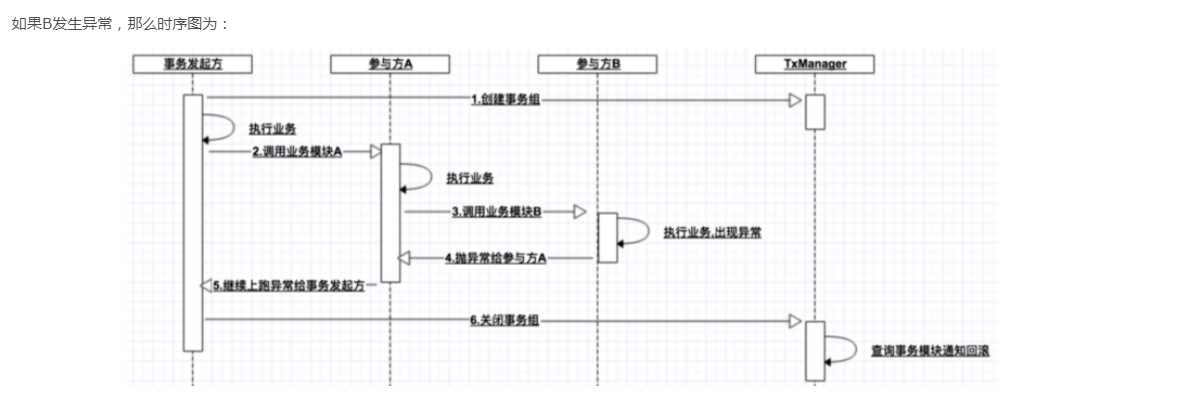 如果B发生异常，那么时序图为：
事务发起方
参与方A
参与方B
TxManager
1.创建事务组
执行业务
2.调用业务模块A
执行业务
3.调用业务模块B
执行业务,出现异常
4.抛异常给参与方A
5.继续上跑异常给事务发起方
6.关闭事务组
查询事务模块通知回滚